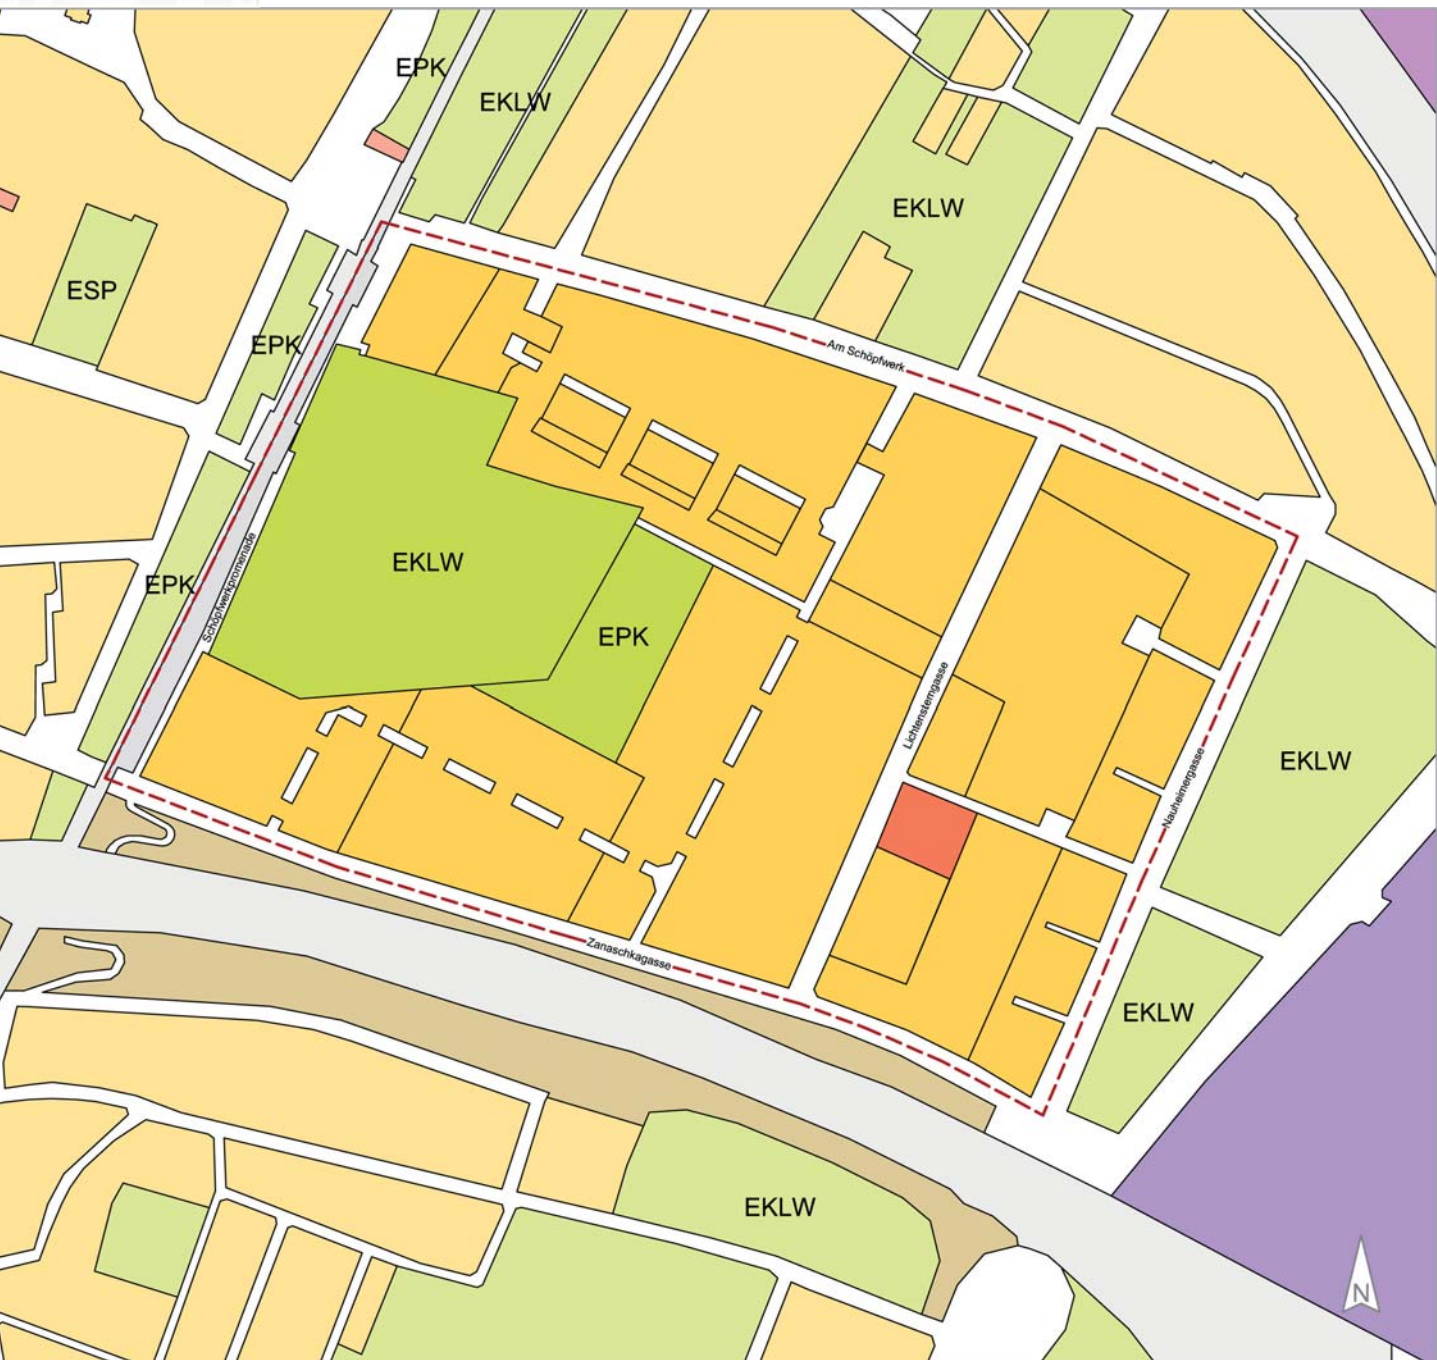 EPK
EKLW
EKLW
ESP
EPK
Am Schöpfwerk
EKLW
EPK
Schöpfwerkpromenade
EPK
Lichtensterngasse
Nauheimergasse
EKLW
Zanaschkagasse
EKLW
EKLW
N